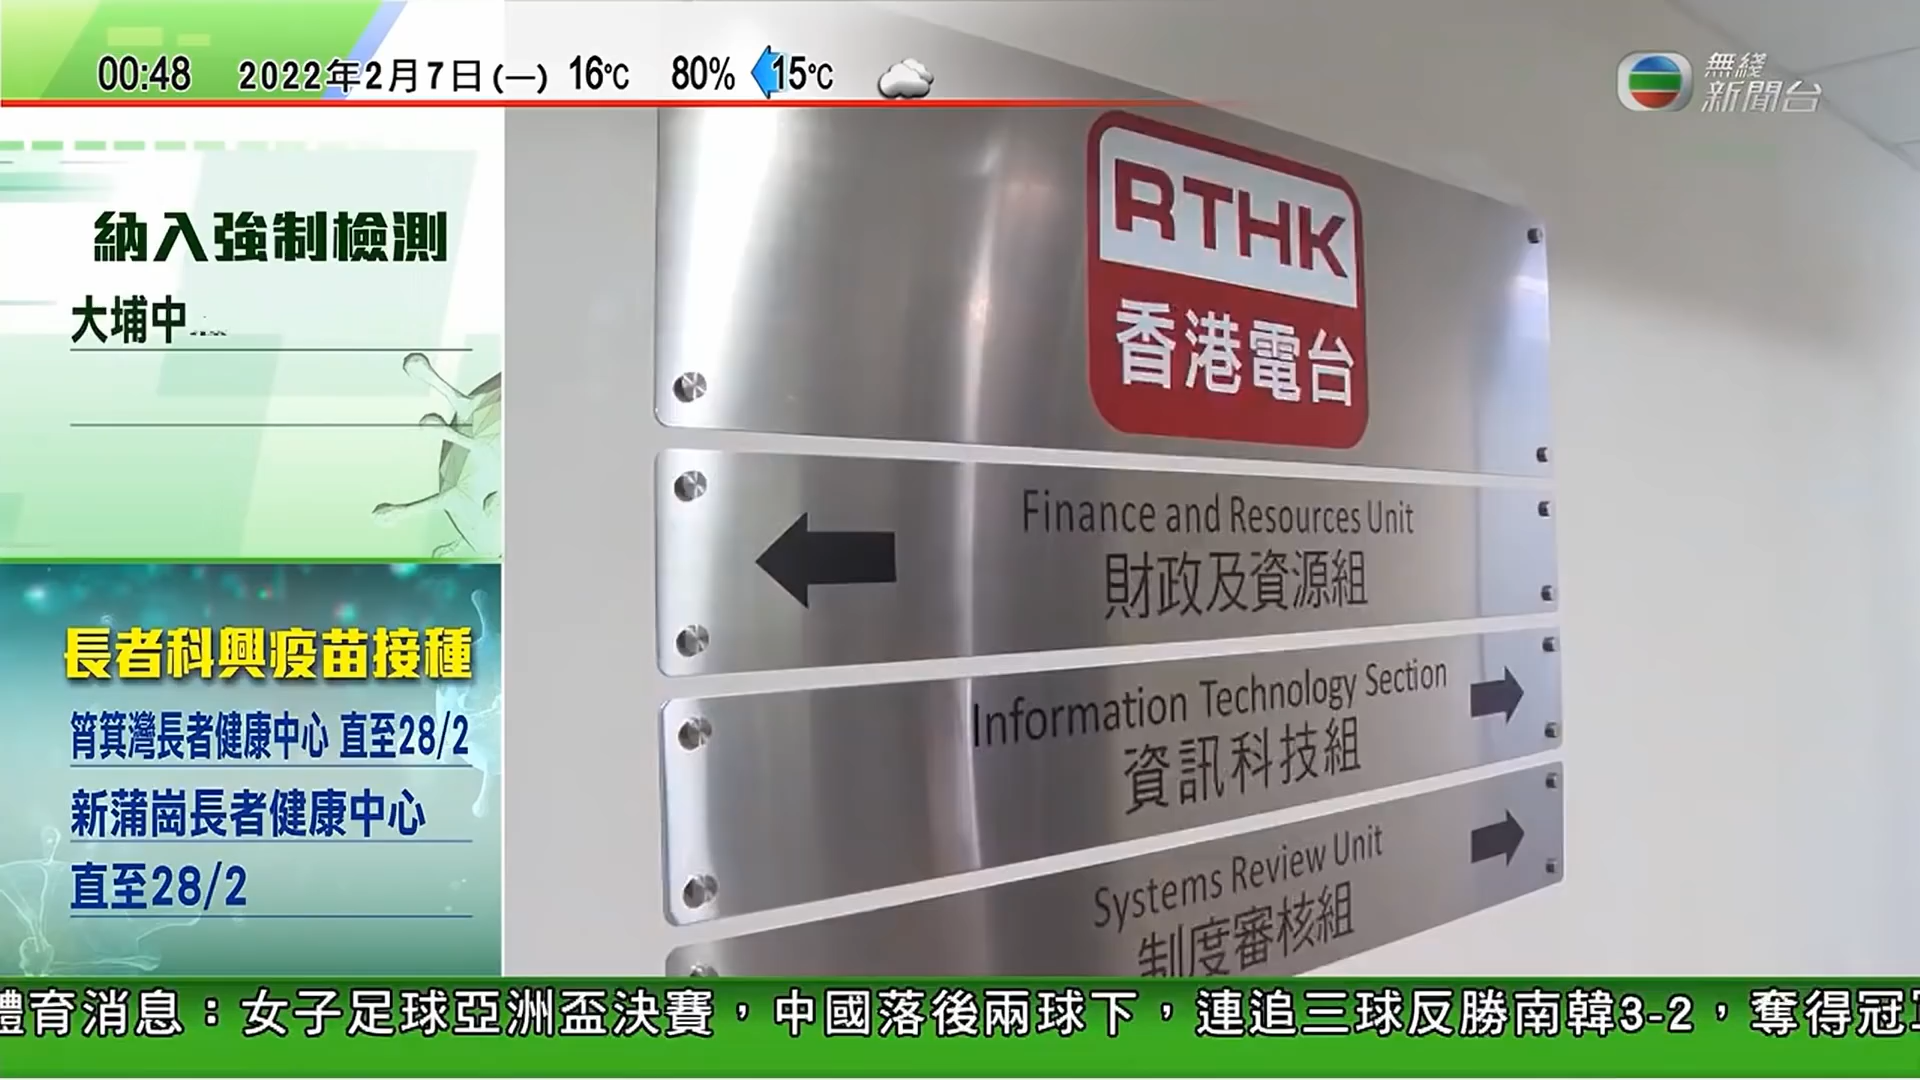 00:48 2022年2月7日(一) 16℃ 80% 15℃
無綫
新聞台
納入強制檢測
大埔中
長者科興疫苗接種
筲箕灣長者健康中心 直至28/2
新蒲崗長者健康中心
直至28/2
RTHK
香港電台
Finance and Resources Unit
財政及資源組
Information Technology Section
資訊科技組
Systems Review Unit
制度審核組
體育消息：女子足球亞洲盃決賽，中國落後兩球下，連追三球反勝南韓3-2，奪得冠